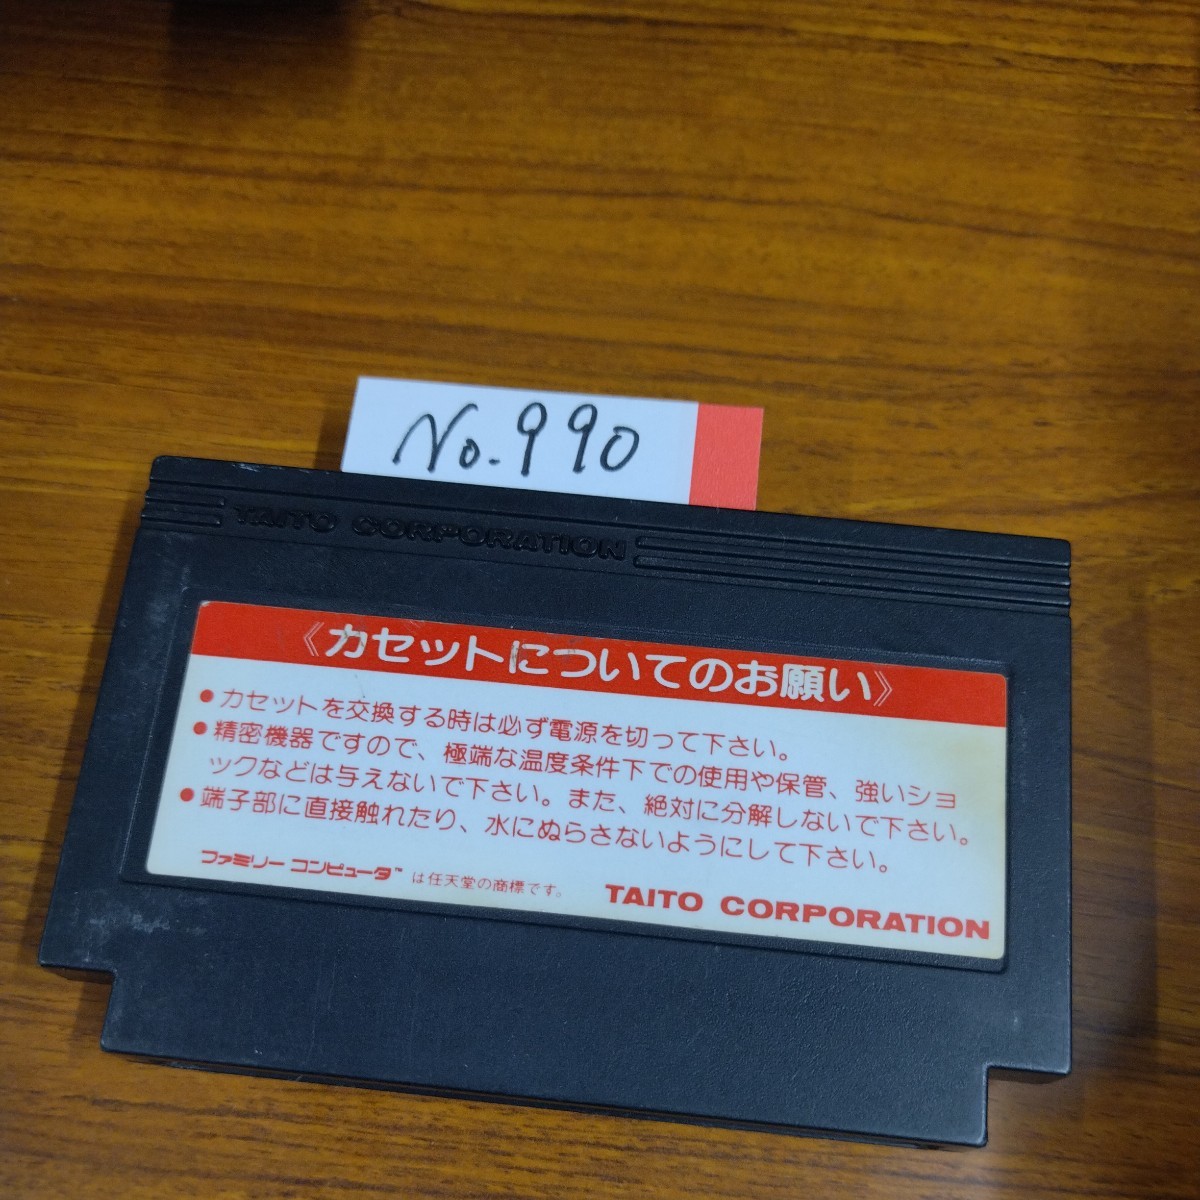 No.990
TAITO CORPORATION
《カセットについてのお願い》
●カセットを交換する時は必ず電源を切って下さい。
●精密機器ですので、極端な温度条件下での使用や保管、強いショ
ックなどは与えないで下さい。また、絶対に分解しないで下さい。
●端子部に直接触れたり、水にぬらさないようにして下さい。
ファミリーコンピュータ™は任天堂の商標です。 TAITO CORPORATION